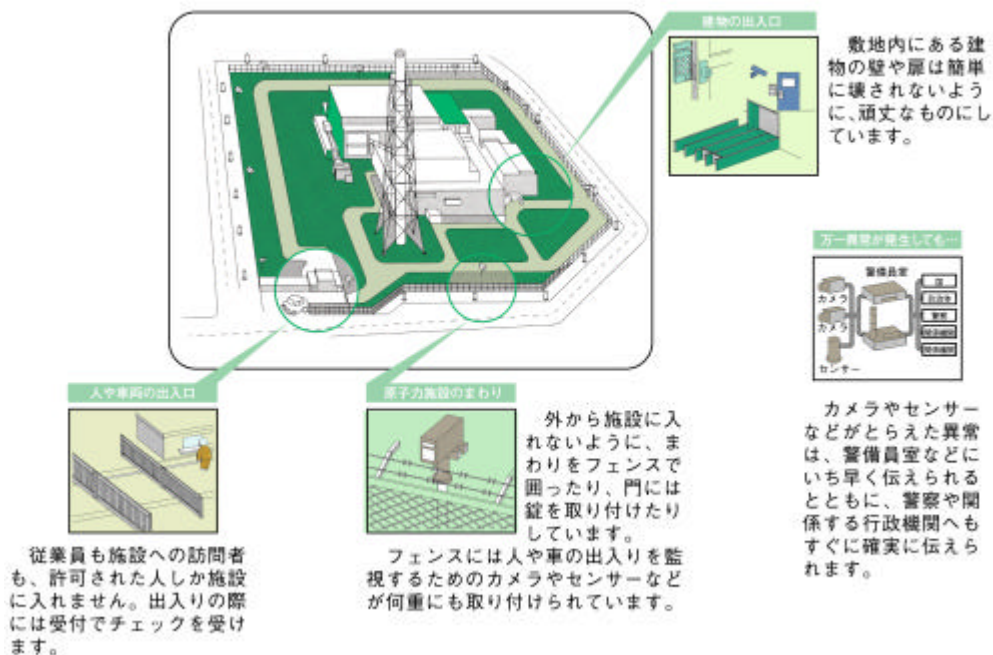 建物の出入口
敷地内にある建
物の壁や扉は簡単
に壊されないよう
に、頑丈なものにし
ています。
万一異常が発生しても…
警備員室
カメラ
カメラ
センサー
国
警察
カメラやセンサー
などがとらえた異常
は、警備員室などに
いち早く伝えられる
とともに、警察や関
係する行政機関へも
すぐに確実に伝えら
れます。
人や車両の出入口
従業員も施設への訪問者
も、許可された人しか施設
に入れません。出入りの際
には受付でチェックを受け
ます。
原子力施設のまわり
外から施設に入
れないように、ま
わりをフェンスで
囲ったり、門には
錠を取り付けたり
しています。
フェンスには人や車の出入りを監
視するためのカメラやセンサーなど
が何重にも取り付けられています。